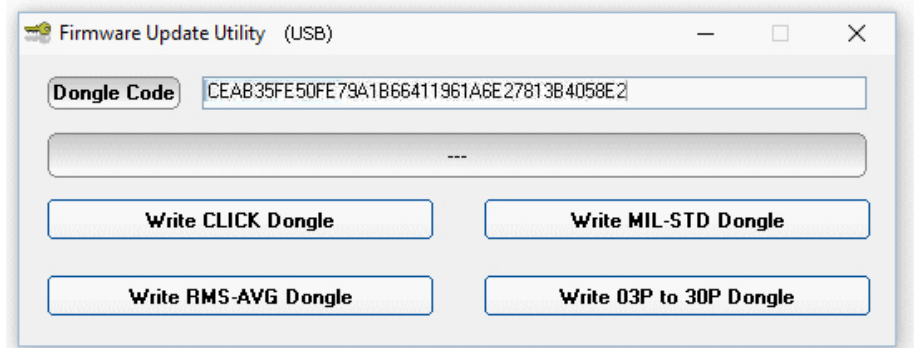 Firmware Update Utility (USB)
Dongle Code CEAB35FE50FE79A1B66411961A6E27813B4058E2
---
Write CLICK Dongle Write MIL-STD Dongle
Write RMS-AVG Dongle Write 03P to 30P Dongle